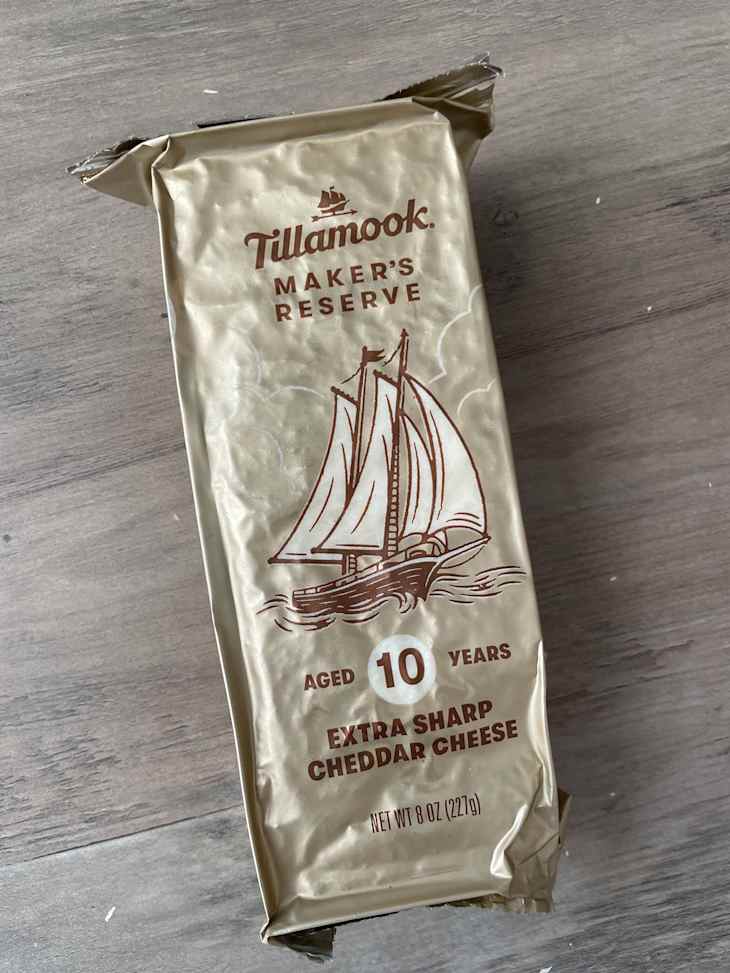 Tillamook.
MAKER'S
RESERVE
AGED 10 YEARS
EXTRA SHARP
CHEDDAR CHEESE
NET WT 8 OZ (227g)